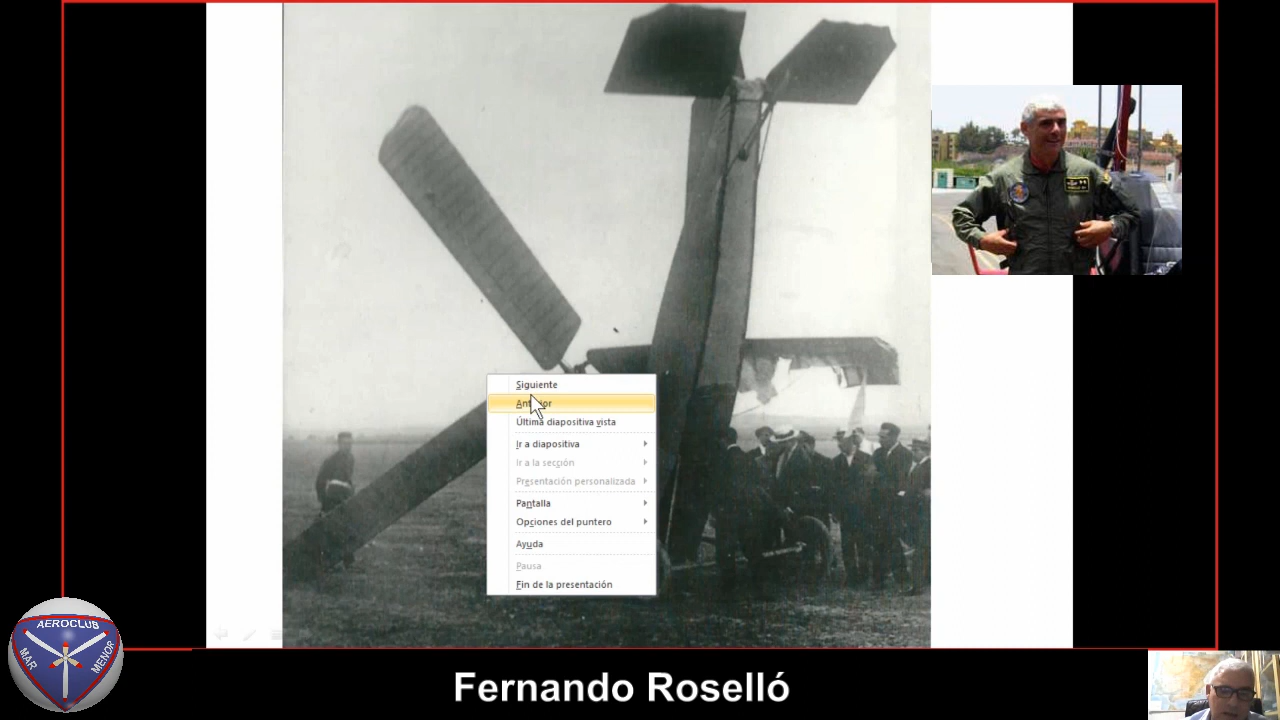 Siguiente
Última diapositiva vista
Ir a diapositiva
Ir a la sección
Presentación personalizada
Pantalla
Opciones del puntero
Ayuda
Pausa
Fin de la presentación
AEROCLUB
MAR MENOR
Fernando Roselló